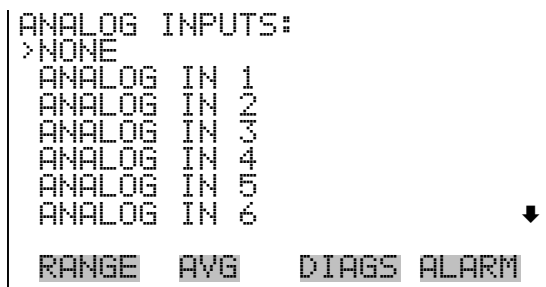 ANALOG INPUTS:
>NONE
ANALOG IN 1
ANALOG IN 2
ANALOG IN 3
ANALOG IN 4
ANALOG IN 5
ANALOG IN 6
RANGE AVG DIAGS ALARM